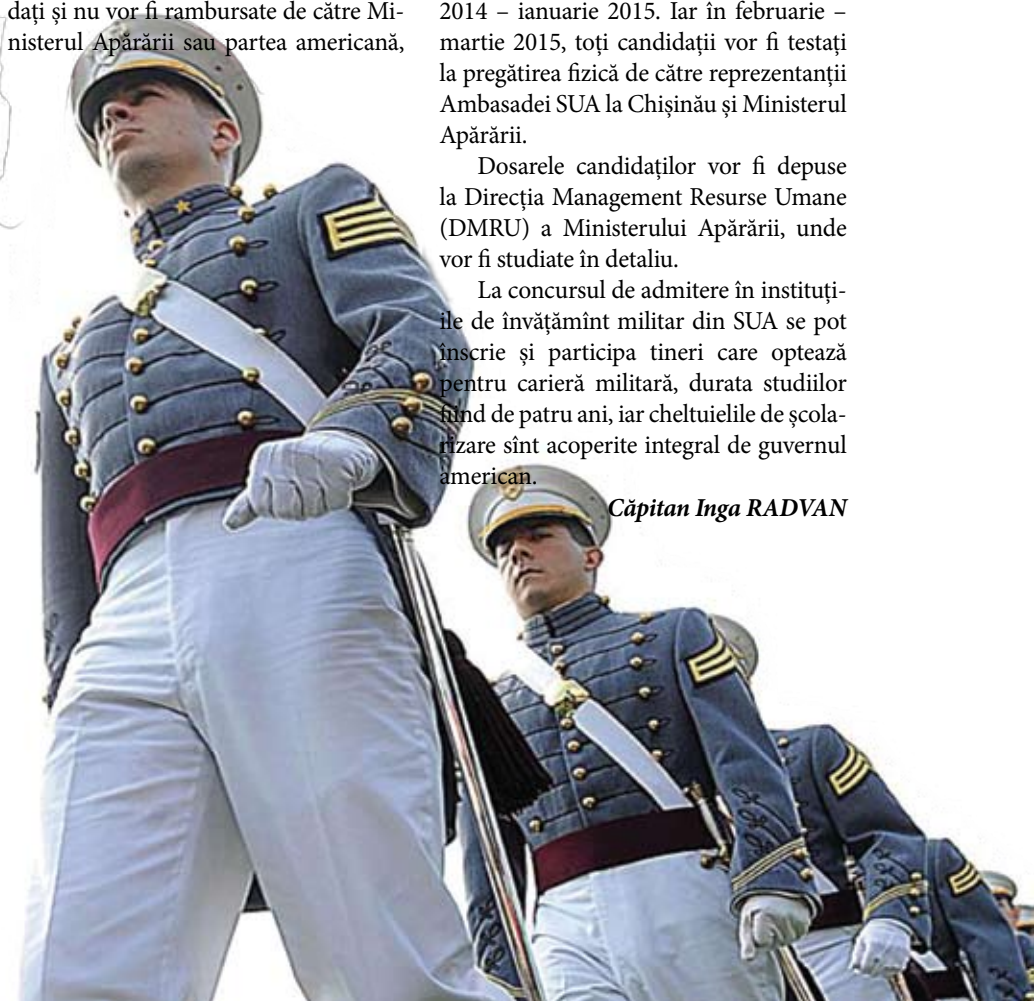 dați și nu vor fi rambursate de către Mi-
nisterul Apărării sau partea americană,
2014 – ianuarie 2015. Iar în februarie –
martie 2015, toți candidații vor fi testați
la pregătirea fizică de către reprezentanții
Ambasadei SUA la Chișinău și Ministerul
Apărării.
Dosarele candidaților vor fi depuse
la Direcția Management Resurse Umane
(DMRU) a Ministerului Apărării, unde
vor fi studiate în detaliu.
La concursul de admitere în instituți-
ile de învățămînt militar din SUA se pot
înscrie și participa tineri care optează
pentru carieră militară, durata studiilor
fiind de patru ani, iar cheltuielile de școla-
rizare sînt acoperite integral de guvernul
american.
Căpitan Inga RADVAN